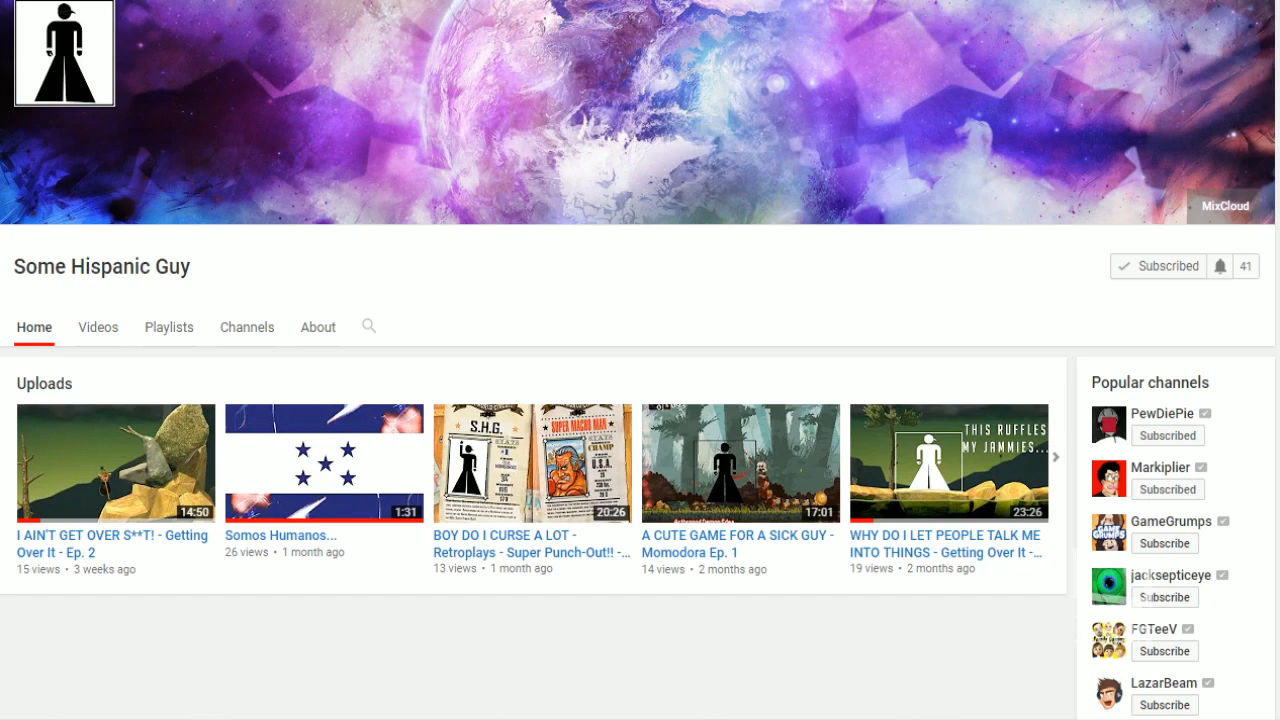 MixCloud
Some Hispanic Guy
Subscribed 41
Home Videos Playlists Channels About
Uploads
14:50
I AIN'T GET OVER S**T! - Getting
Over It - Ep. 2
15 views • 3 weeks ago
1:31
Somos Humanos...
26 views • 1 month ago
S.H.G.
SUPER MACHO MAN
STATS
CHAMP
U.S.A.
20:26
BOY DO I CURSE A LOT -
Retroplays - Super Punch-Out!! -...
13 views • 1 month ago
17:01
A CUTE GAME FOR A SICK GUY -
Momodora Ep. 1
14 views • 2 months ago
THIS RUFFLES
MY JAMMIES...
23:26
WHY DO I LET PEOPLE TALK ME
INTO THINGS - Getting Over It -...
19 views • 2 months ago
Popular channels
PewDiePie
Subscribed
Markiplier
Subscribed
GAME
GRUMPS
GameGrumps
Subscribe
jacksepticeye
Subscribe
FGTeeV
Subscribe
LazarBeam
Subscribe